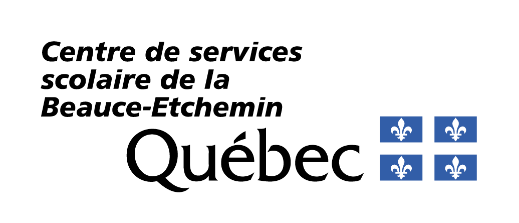 Centre de services
scolaire de la
Beauce-Etchemin
Québec